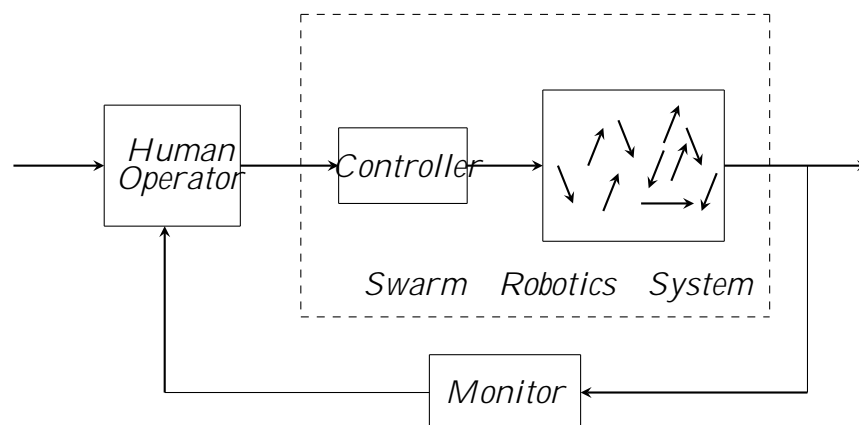 Human
Operator
Controller
Swarm Robotics System
Monitor